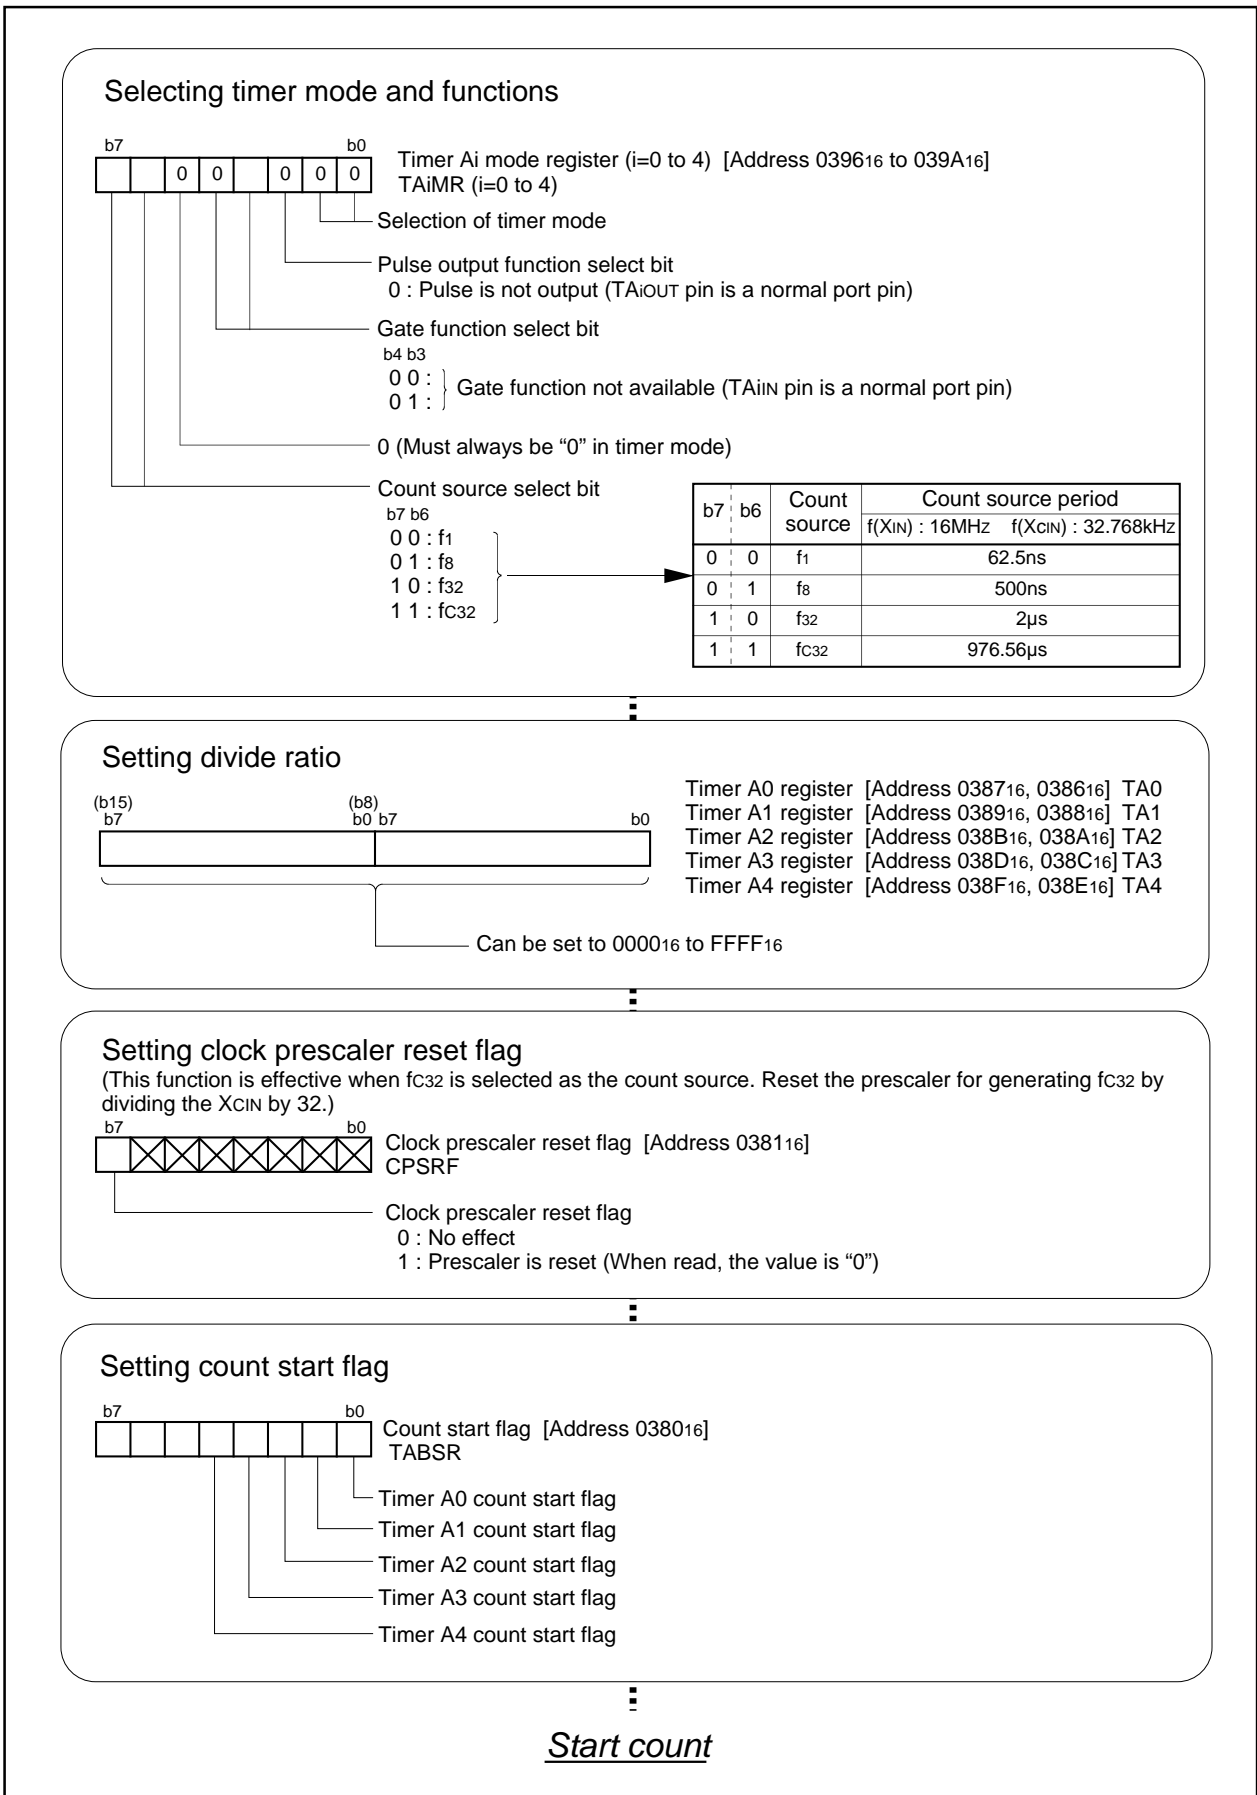 Selecting timer mode and functions
b7 b0
0 0 0 0 0
Timer Ai mode register (i=0 to 4) [Address 039616 to 039A16]
TAiMR (i=0 to 4)
Selection of timer mode
Pulse output function select bit
0 : Pulse is not output (TAiOUT pin is a normal port pin)
Gate function select bit
b4 b3
0 0 :
0 1 :
Gate function not available (TAiIN pin is a normal port pin)
0 (Must always be “0” in timer mode)
Count source select bit
b7 b6
0 0 : f1
0 1 : f8
1 0 : f32
1 1 : fC32
b7 b6 Count source Count source period
f(XIN) : 16MHz f(XCIN) : 32.768kHz
0 0 f1 62.5ns
0 1 f8 500ns
1 0 f32 2µs
1 1 fC32 976.56µs
Setting divide ratio
(b15) (b8)
b7 b0 b7 b0
Timer A0 register [Address 038716, 038616] TA0
Timer A1 register [Address 038916, 038816] TA1
Timer A2 register [Address 038B16, 038A16] TA2
Timer A3 register [Address 038D16, 038C16] TA3
Timer A4 register [Address 038F16, 038E16] TA4
Can be set to 000016 to FFFF16
Setting clock prescaler reset flag
(This function is effective when fC32 is selected as the count source. Reset the prescaler for generating fC32 by
dividing the XCIN by 32.)
b7 b0
Clock prescaler reset flag [Address 038116]
CPSRF
Clock prescaler reset flag
0 : No effect
1 : Prescaler is reset (When read, the value is “0”)
Setting count start flag
b7 b0
Count start flag [Address 038016]
TABSR
Timer A0 count start flag
Timer A1 count start flag
Timer A2 count start flag
Timer A3 count start flag
Timer A4 count start flag
Start count